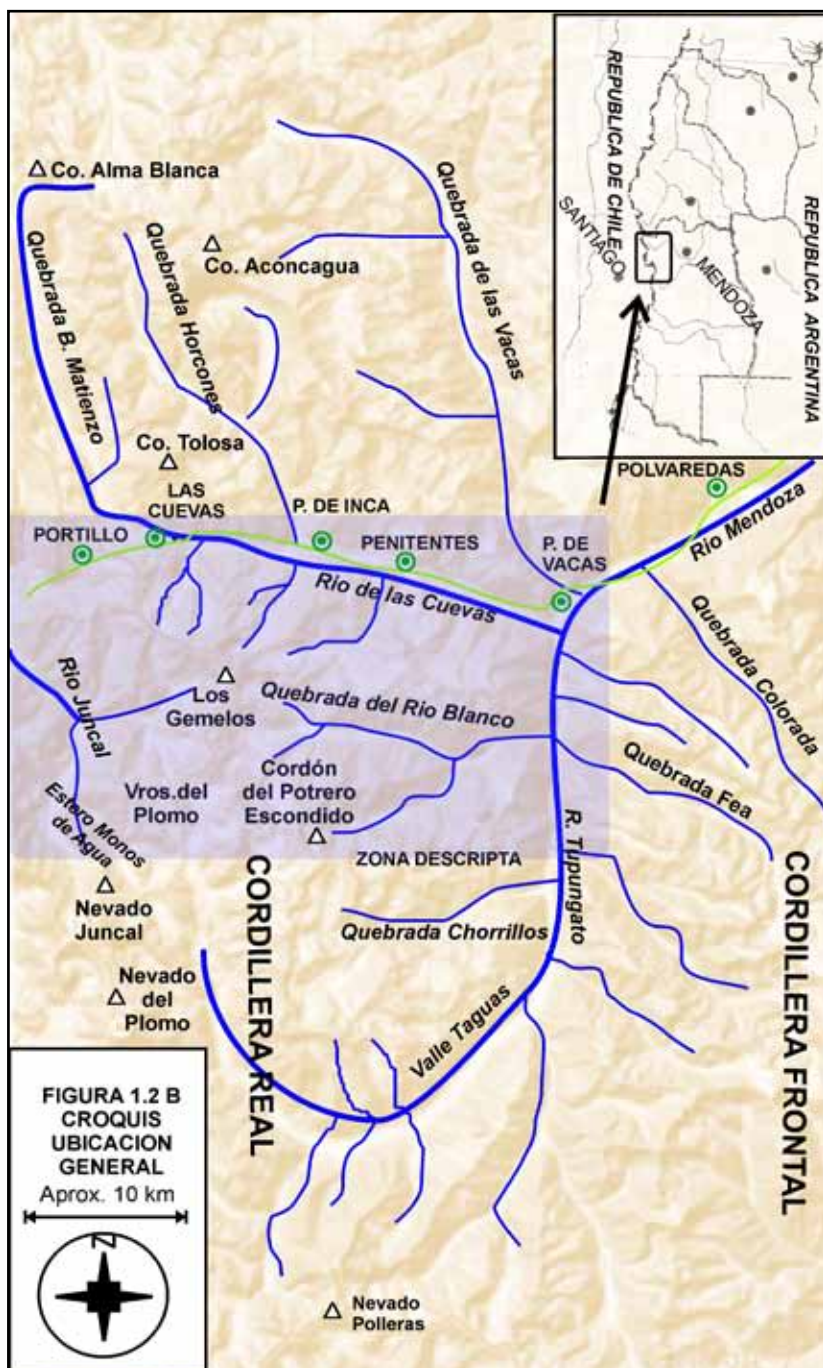 REPUBLICA DE CHILE
SANTIAGO
MENDOZA
REPUBLICA ARGENTINA
Co. Alma Blanca
Quebrada B. Matienzo
Quebrada Horcones
Co. Aconcagua
Quebrada de las Vacas
Co. Tolosa
LAS
CUEVAS
PORTILLO
P. DE INCA
PENITENTES
P. DE
VACAS
POLVAREDAS
Rio Mendoza
Rio de las Cuevas
Rio Juncal
Los
Gemelos
Quebrada del Rio Blanco
Quebrada Colorada
Quebrada Fea
Vros.del
Plomo
Cordón
del Potrero
Escondido
Estero Monos
de Agua
ZONA DESCRIPTA
R. Tupungato
Nevado
Juncal
Quebrada Chorrillos
Nevado
del
Plomo
CORDILLERA REAL
Valle Taguas
CORDILLERA FRONTAL
FIGURA 1.2 B
CROQUIS
UBICACION
GENERAL
Aprox. 10 km
N
Nevado
Polleras